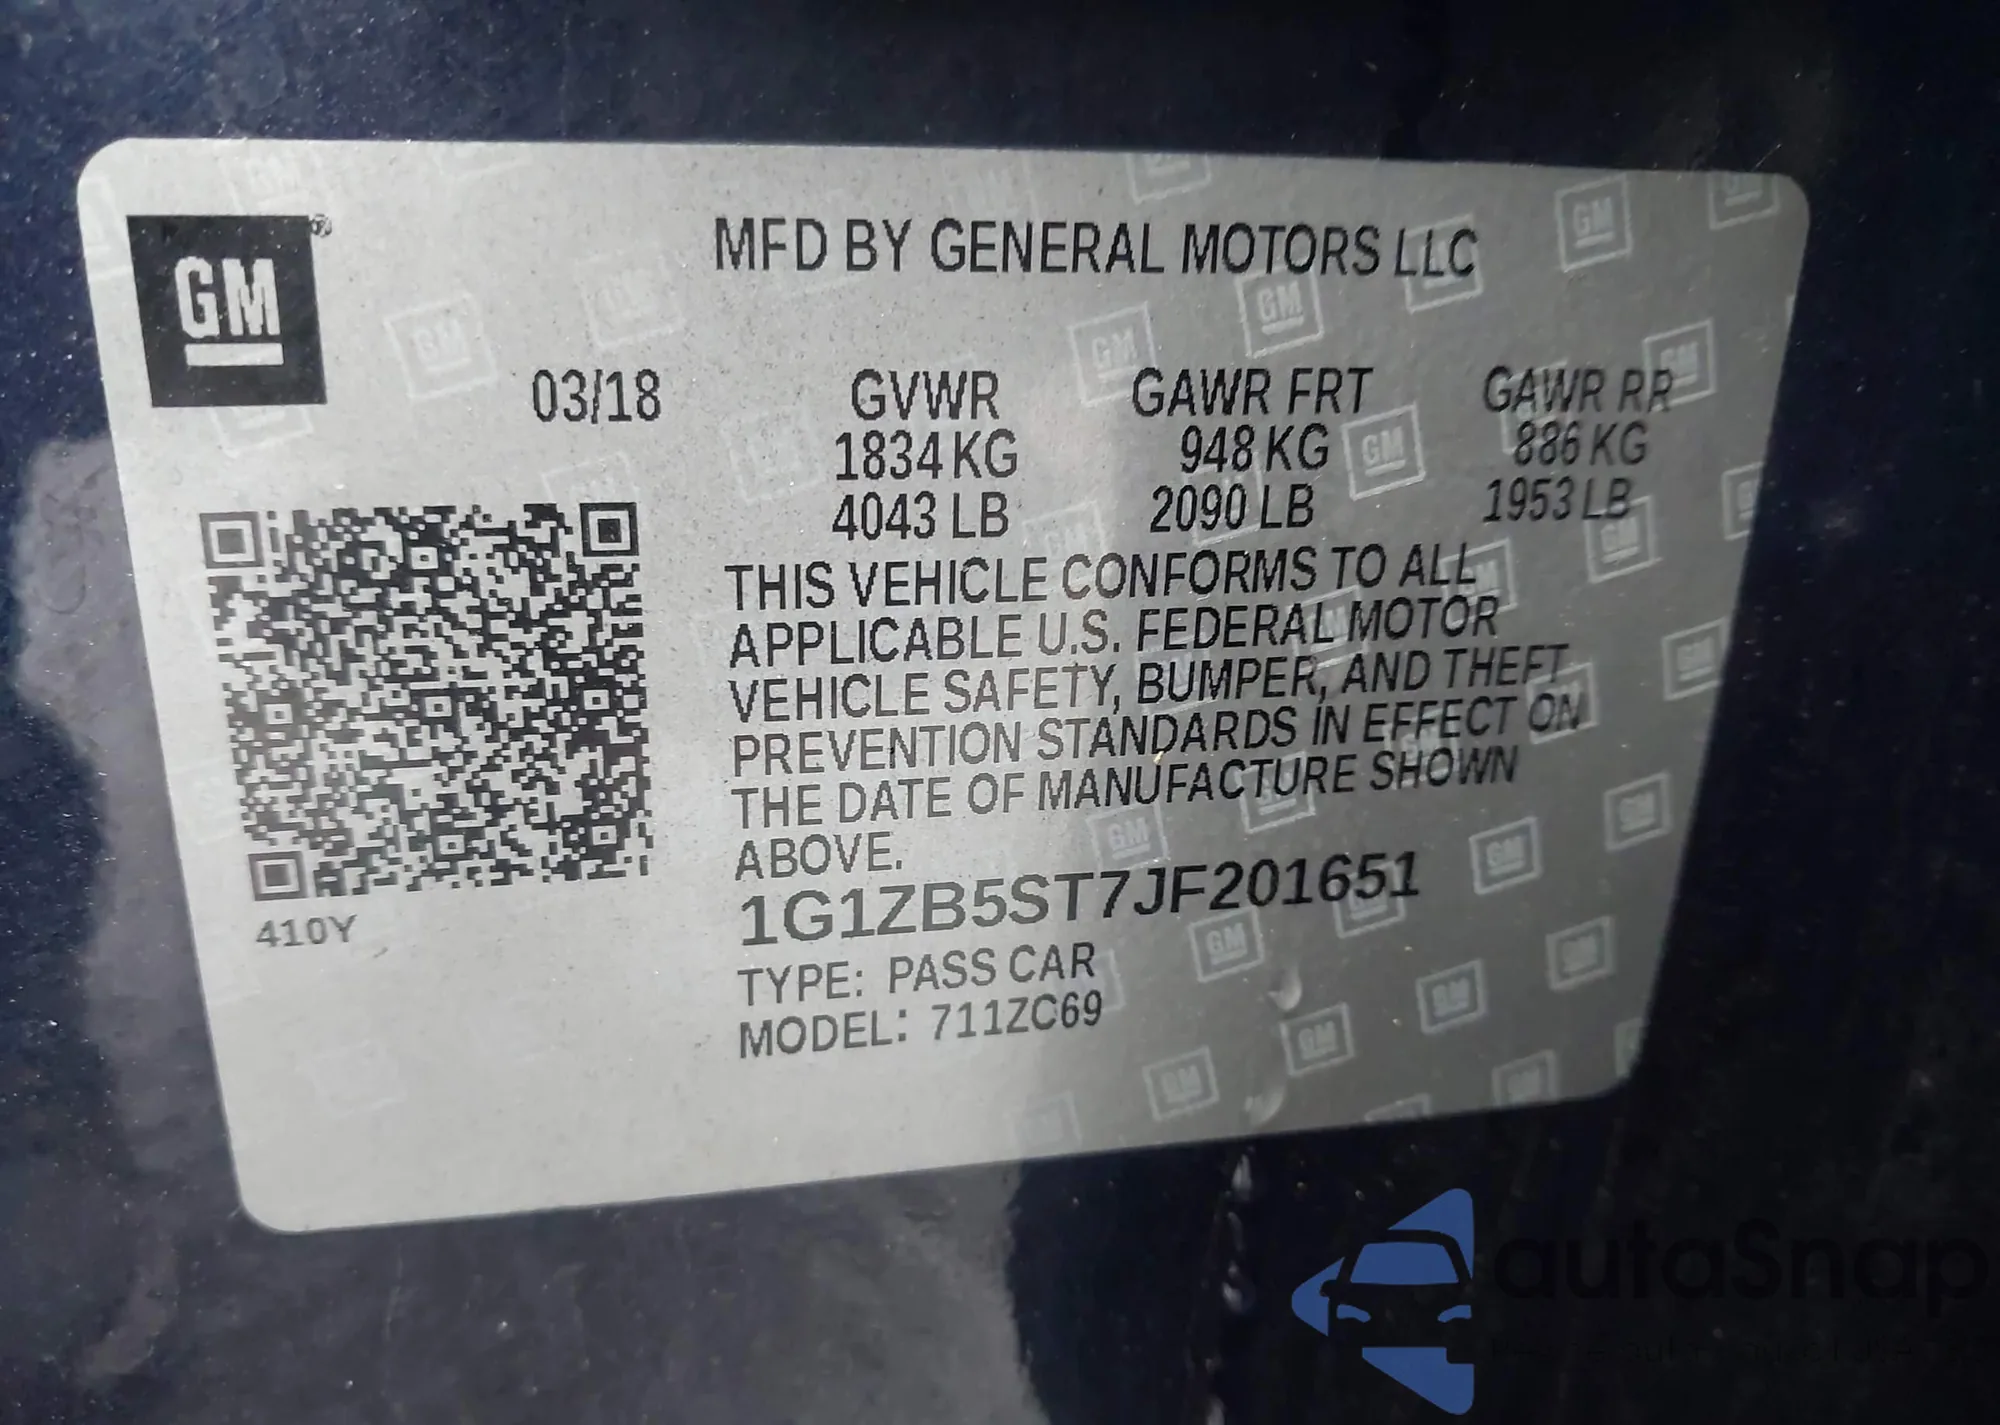 GM
MFD BY GENERAL MOTORS LLC
03/18
GVWR GAWR FRT GAWR RR
1834 KG 948 KG 886 KG
4043 LB 2090 LB 1953 LB
THIS VEHICLE CONFORMS TO ALL
APPLICABLE U.S. FEDERAL MOTOR
VEHICLE SAFETY, BUMPER, AND THEFT
PREVENTION STANDARDS IN EFFECT ON
THE DATE OF MANUFACTURE SHOWN
ABOVE.
1G1ZB5ST7JF201651
410Y
TYPE: PASS CAR
MODEL: 711ZC69
autaSnap